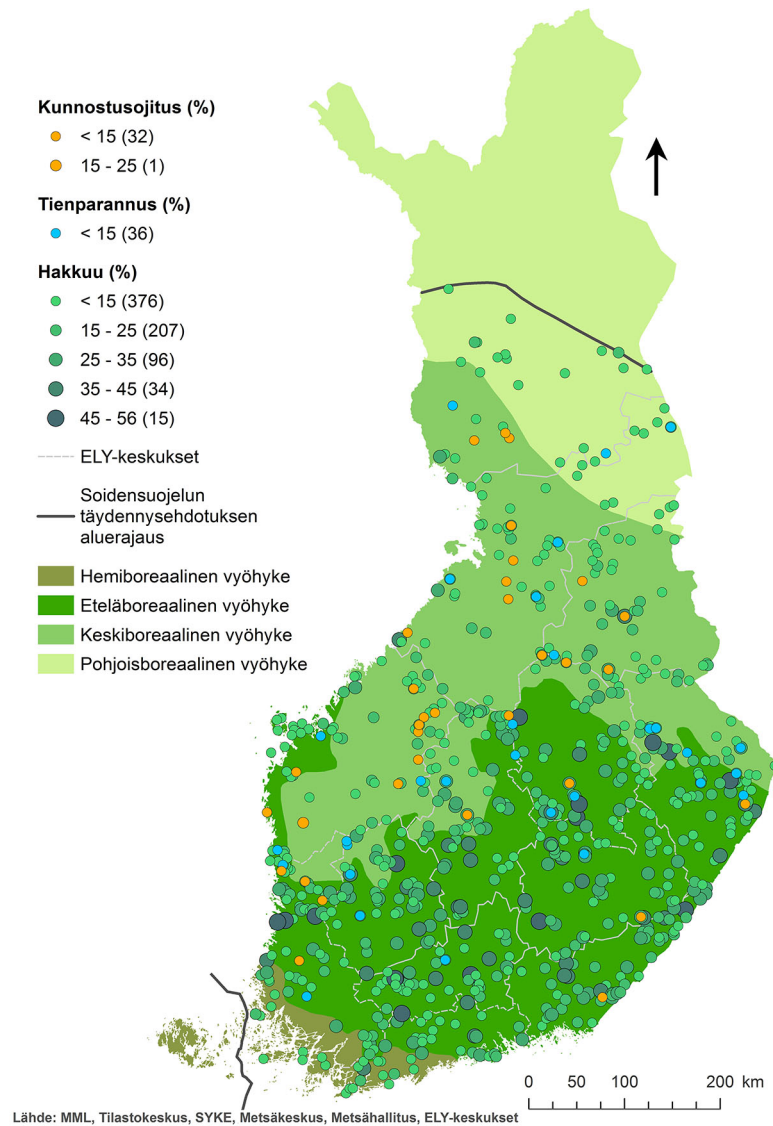 Kunnostusojitus (%)
< 15 (32)
15 - 25 (1)
Tienparannus (%)
< 15 (36)
Hakkuu (%)
< 15 (376)
15 - 25 (207)
25 - 35 (96)
35 - 45 (34)
45 - 56 (15)
ELY-keskukset
Soidensuojelun
täydennysehdotuksen
aluerajaus
Hemiboreaalinen vyöhyke
Eteläboreaalinen vyöhyke
Keskiboreaalinen vyöhyke
Pohjoisboreaalinen vyöhyke
0 50 100 200 km
Lähde: MML, Tilastokeskus, SYKE, Metsäkeskus, Metsähallitus, ELY-keskukset